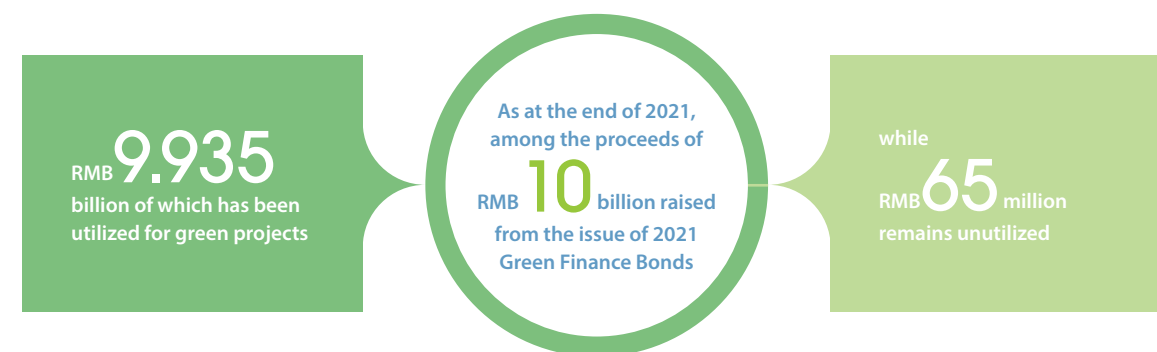 RMB 9.935
billion of which has been
utilized for green projects
As at the end of 2021,
among the proceeds of
RMB 10 billion raised
from the issue of 2021
Green Finance Bonds
while
RMB 65 million
remains unutilized